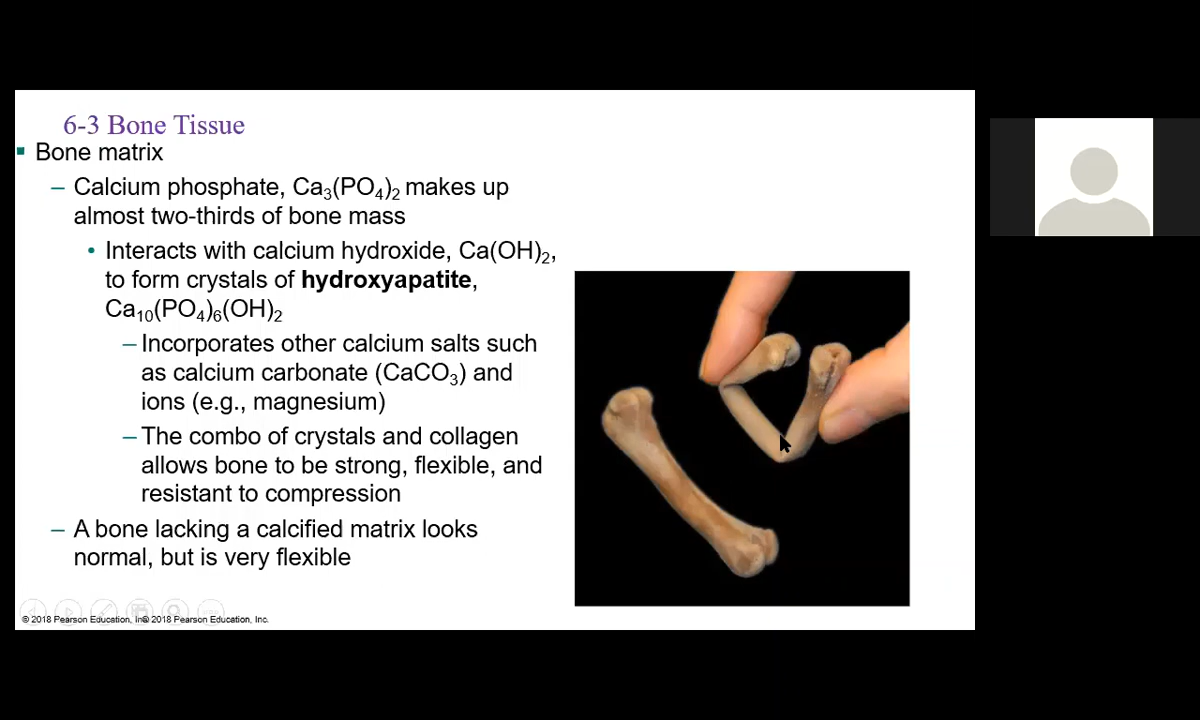 6-3 Bone Tissue
▪ Bone matrix
– Calcium phosphate, Ca₃(PO₄)₂ makes up
almost two-thirds of bone mass
• Interacts with calcium hydroxide, Ca(OH)₂,
to form crystals of hydroxyapatite,
Ca₁₀(PO₄)₆(OH)₂
– Incorporates other calcium salts such
as calcium carbonate (CaCO₃) and
ions (e.g., magnesium)
– The combo of crystals and collagen
allows bone to be strong, flexible, and
resistant to compression
– A bone lacking a calcified matrix looks
normal, but is very flexible
© 2018 Pearson Education, © 2018 Pearson Education, Inc.